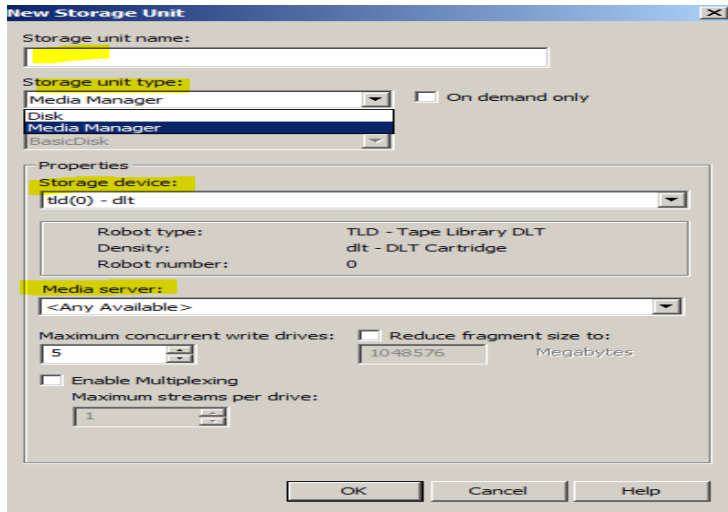 New Storage Unit
Storage unit name:
Storage unit type:
Media Manager
On demand only
Disk
Media Manager
BasicDisk
Properties
Storage device:
tld(0) - dlt
Robot type: TLD - Tape Library DLT
Density: dlt - DLT Cartridge
Robot number: 0
Media server:
<Any Available>
Maximum concurrent write drives: Reduce fragment size to:
5 1048576 Megabytes
Enable Multiplexing
Maximum streams per drive:
1
OK Cancel Help